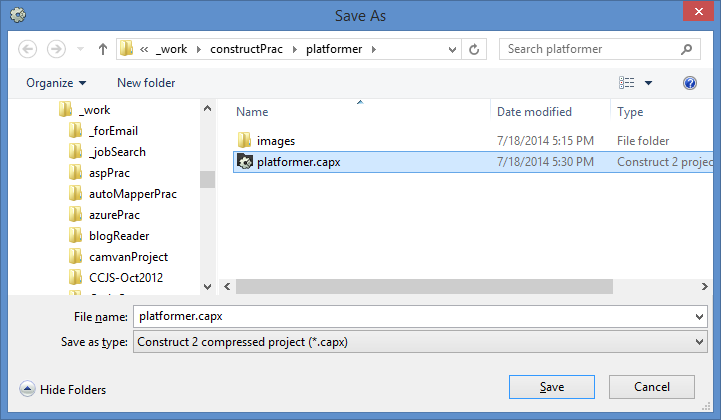 Save As
« _work constructPrac platformer Search platformer
Organize New folder
_work
_forEmail
_jobSearch
aspPrac
autoMapperPrac
azurePrac
blogReader
camvanProject
CCJS-Oct2012
Name Date modified Type
images 7/18/2014 5:15 PM File folder
platformer.capx 7/18/2014 5:30 PM Construct 2 projec
File name: platformer.capx
Save as type: Construct 2 compressed project (*.capx)
Hide Folders Save Cancel